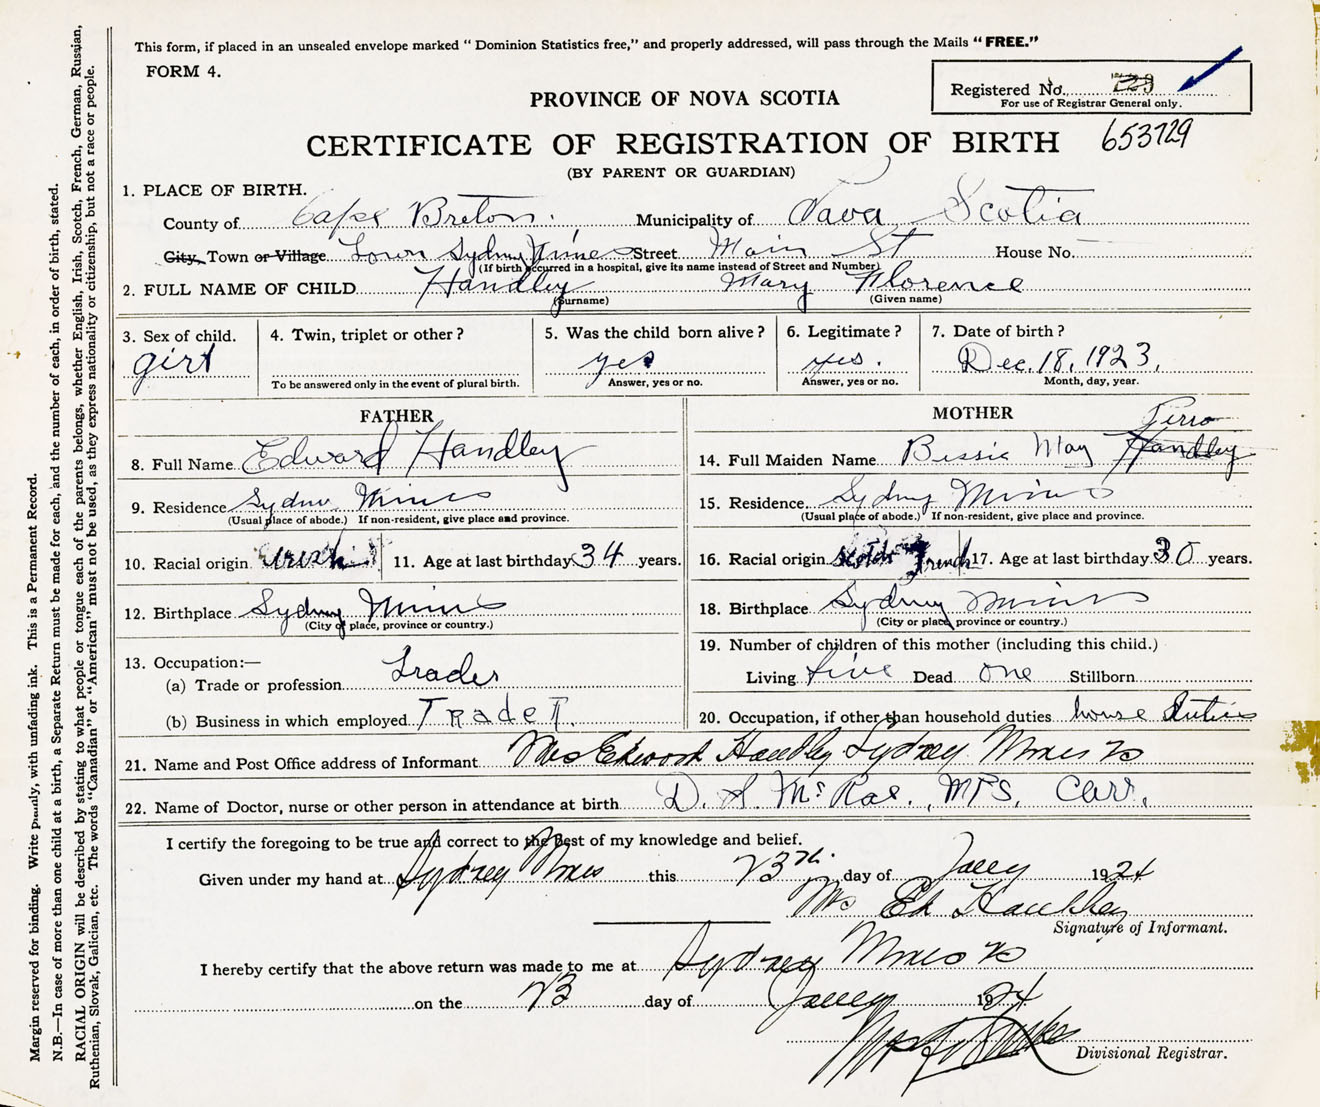 This form, if placed in an unsealed envelope marked “ Dominion Statistics free,” and properly addressed, will pass through the Mails “ FREE.”
FORM 4.
Registered No.
For use of Registrar General only.
PROVINCE OF NOVA SCOTIA
CERTIFICATE OF REGISTRATION OF BIRTH 653729
(BY PARENT OR GUARDIAN)
1. PLACE OF BIRTH.
County of Cape Breton. Municipality of Nova Scotia
City, Town or Village Town Sydney Mines Street Main St House No.
(If birth occurred in a hospital, give its name instead of Street and Number)
2. FULL NAME OF CHILD Handley Mary Florence
(Surname) (Given name)
3. Sex of child. 4. Twin, triplet or other ? 5. Was the child born alive ? 6. Legitimate ? 7. Date of birth ?
girl yes yes. Dec. 18, 1923,
To be answered only in the event of plural birth. Answer, yes or no. Answer, yes or no. Month, day, year.
FATHER
8. Full Name Edward Handley
9. Residence Sydney Mines
(Usual place of abode.) If non-resident, give place and province.
10. Racial origin 11. Age at last birthday 34 years.
12. Birthplace Sydney Mines
(City or place, province or country.)
13. Occupation:—
(a) Trade or profession Trader
(b) Business in which employed Trader
MOTHER
14. Full Maiden Name Bessie May Handley
15. Residence Sydney Mines
(Usual place of abode.) If non-resident, give place and province.
16. Racial origin Scotch French 17. Age at last birthday 30 years.
18. Birthplace Sydney Mines
(City or place, province or country.)
19. Number of children of this mother (including this child.)
Living five Dead one Stillborn
20. Occupation, if other than household duties house duties
21. Name and Post Office address of Informant Mrs Edward Handley Sydney Mines
22. Name of Doctor, nurse or other person in attendance at birth D. S. McRae.
I certify the foregoing to be true and correct to the best of my knowledge and belief.
Given under my hand at Sydney Mines this 23th day of Jany 1924
Mrs Ed Handley
Signature of Informant.
I hereby certify that the above return was made to me at Sydney Mines
on the 23 day of Jany 1924
Divisional Registrar.
Margin reserved for binding. Write plainly, with unfading ink. This is a Permanent Record.
N.B.—In case of more than one child at a birth, a Separate Return must be made for each, and the number of each, in order of birth, stated.
RACIAL ORIGIN will be described by stating to what people or tongue each of the parents belongs, whether English, Irish, Scotch, French, German, Russian,
Ruthenian, Slovak, Galician, etc. The words “Canadian” or “American” must not be used, as they express nationality or citizenship, but not a race or people.